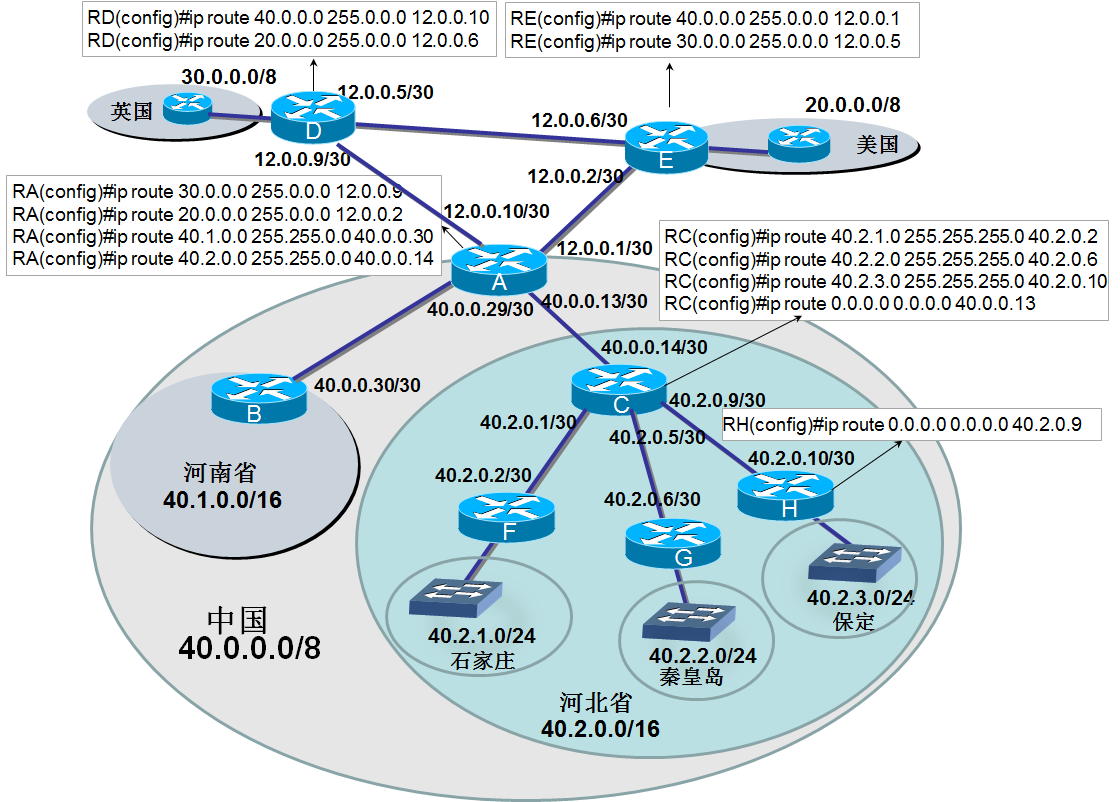 RD(config)#ip route 40.0.0.0 255.0.0.0 12.0.0.10
RD(config)#ip route 20.0.0.0 255.0.0.0 12.0.0.6
RE(config)#ip route 40.0.0.0 255.0.0.0 12.0.0.1
RE(config)#ip route 30.0.0.0 255.0.0.0 12.0.0.5
30.0.0.0/8
英国
D
12.0.0.5/30
12.0.0.9/30
12.0.0.6/30
E
20.0.0.0/8
美国
12.0.0.2/30
RA(config)#ip route 30.0.0.0 255.0.0.0 12.0.0.9
RA(config)#ip route 20.0.0.0 255.0.0.0 12.0.0.2
RA(config)#ip route 40.1.0.0 255.255.0.0 40.0.0.30
RA(config)#ip route 40.2.0.0 255.255.0.0 40.0.0.14
12.0.0.10/30
12.0.0.1/30
A
RC(config)#ip route 40.2.1.0 255.255.255.0 40.2.0.2
RC(config)#ip route 40.2.2.0 255.255.255.0 40.2.0.6
RC(config)#ip route 40.2.3.0 255.255.255.0 40.2.0.10
RC(config)#ip route 0.0.0.0 0.0.0.0 40.0.0.13
40.0.0.29/30
40.0.0.13/30
40.0.0.14/30
40.0.0.30/30
B
C
40.2.0.9/30
40.2.0.1/30
40.2.0.5/30
RH(config)#ip route 0.0.0.0 0.0.0.0 40.2.0.9
河南省
40.1.0.0/16
40.2.0.2/30
40.2.0.6/30
40.2.0.10/30
F
G
H
40.2.1.0/24
石家庄
40.2.2.0/24
秦皇岛
40.2.3.0/24
保定
中国
40.0.0.0/8
河北省
40.2.0.0/16